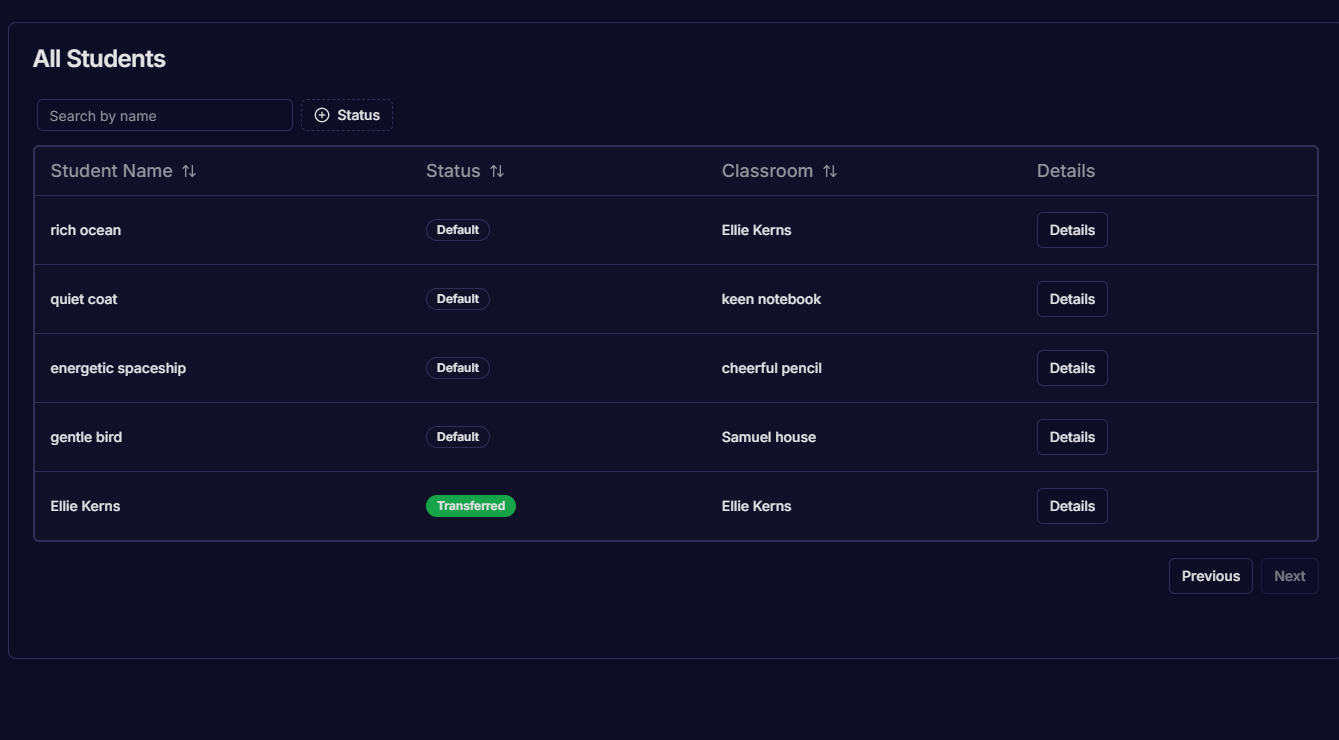 All Students
Search by name
Status
Student Name Status Classroom Details
rich ocean Default Ellie Kerns Details
quiet coat Default keen notebook Details
energetic spaceship Default cheerful pencil Details
gentle bird Default Samuel house Details
Ellie Kerns Transferred Ellie Kerns Details
Previous Next